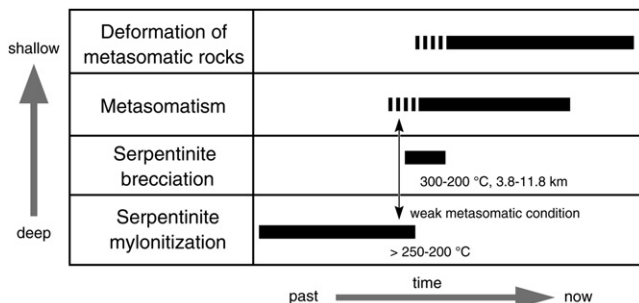 shallow
deep
Deformation of
metasomatic rocks
Metasomatism
Serpentinite
brecciation
300-200 °C, 3.8-11.8 km
weak metasomatic condition
Serpentinite
mylonitization
> 250-200 °C
past
time
now